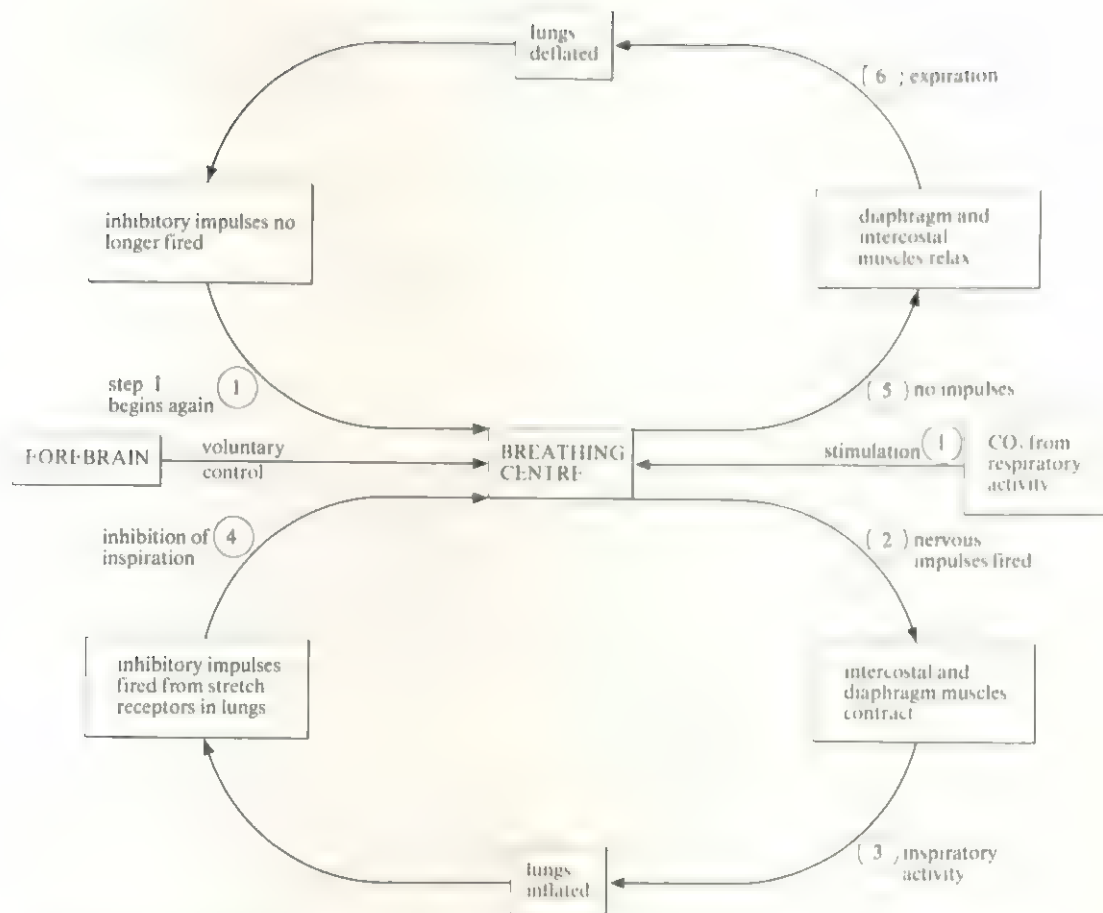 lungs
deflated
( 6 ; expiration
inhibitory impulses no
longer fired
diaphragm and
intercostal
muscles relax
step 1
begins again
1
( 5 ) no impulses
FOREBRAIN
voluntary
control
BREATHING
CENTRE
stimulation
(1)
CO₂ from
respiratory
activity
inhibition of
inspiration
4
( 2 ) nervous
impulses fired
inhibitory impulses
fired from stretch
receptors in lungs
intercostal and
diaphragm muscles
contract
( 3 , inspiratory
activity
lungs
inflated